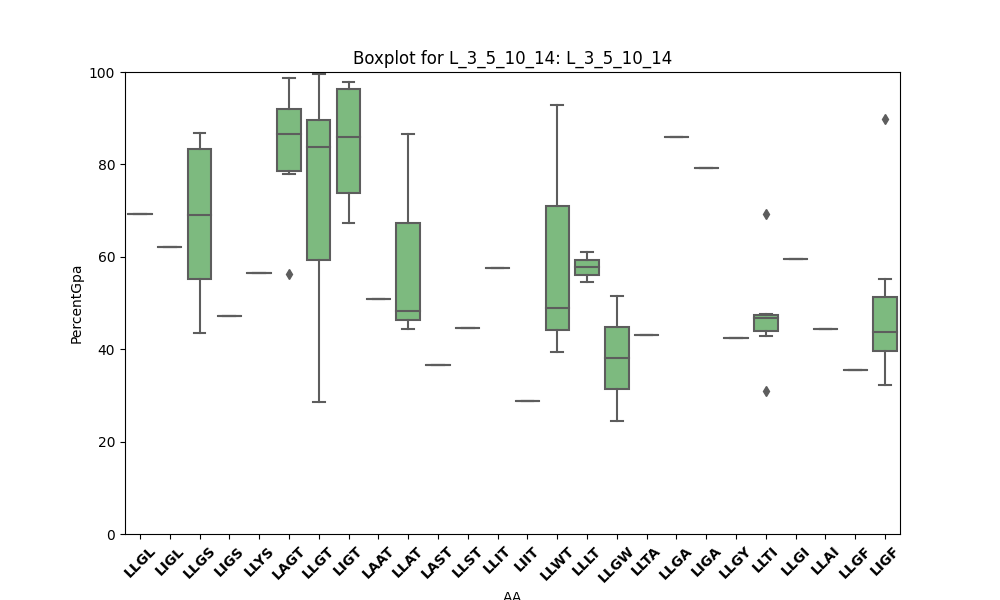 Boxplot for L_3_5_10_14: L_3_5_10_14
PercentGpa
100
80
60
40
20
0
LLGL LIGL LLGS LIGS LLYS LAGT LLGT LIGT LAAT LLAT LAST LLST LLIT LIIT LLWT LLLT LLGW LLTA LLGA LIGA LLGY LLTI LLGI LLAI LLGF LIGF
AA